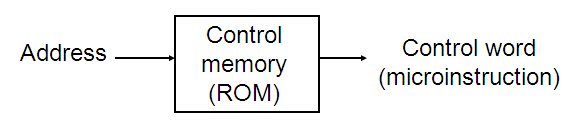 Address
Control
memory
(ROM)
Control word
(microinstruction)